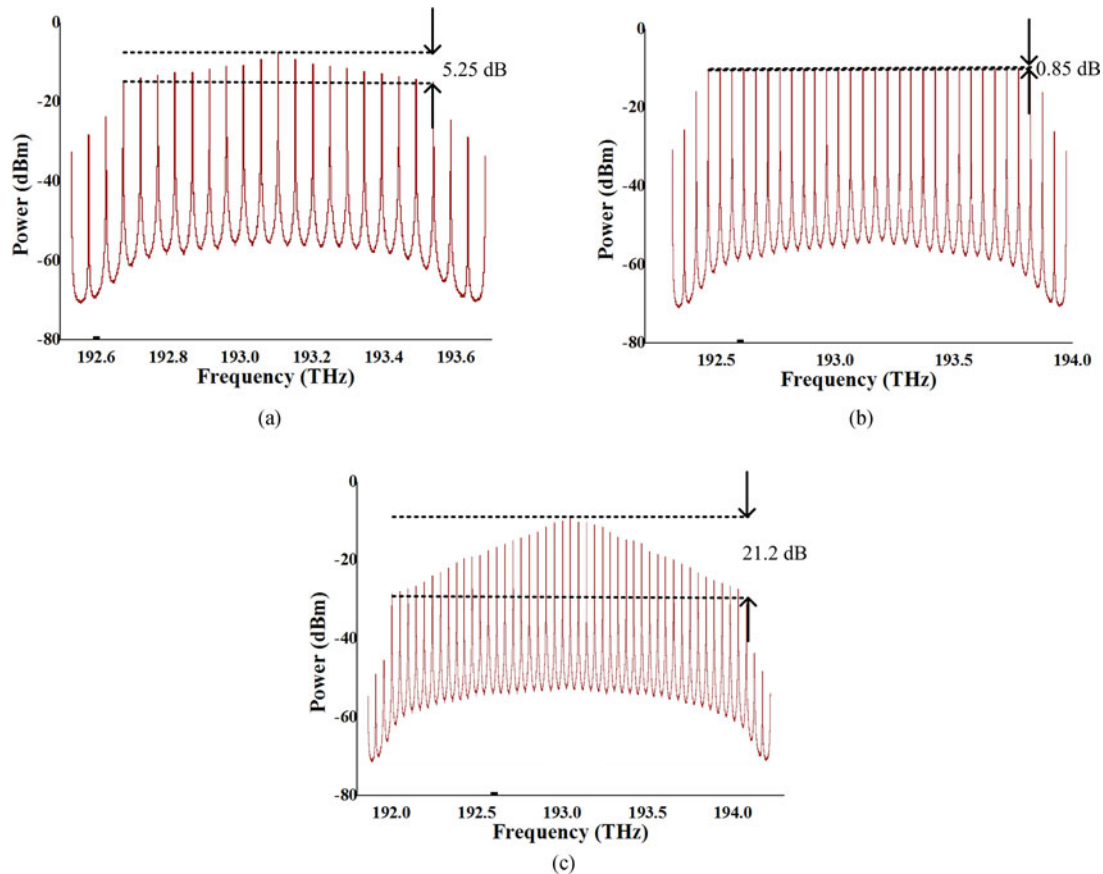 0
-20
-40
-60
-80
Power (dBm)
5.25 dB
192.6 192.8 193.0 193.2 193.4 193.6
Frequency (THz)
(a)
0
-20
-40
-60
-80
Power (dBm)
0.85 dB
192.5 193.0 193.5 194.0
Frequency (THz)
(b)
0
-20
-40
-60
-80
Power (dBm)
21.2 dB
192.0 192.5 193.0 193.5 194.0
Frequency (THz)
(c)